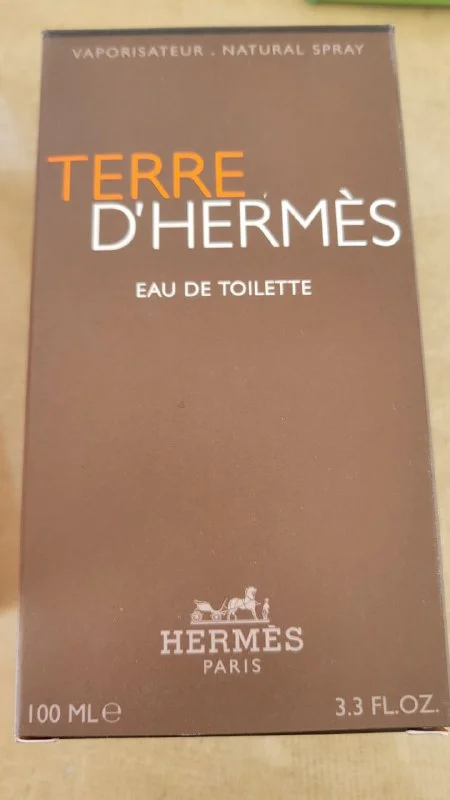 VAPORISATEUR . NATURAL SPRAY
TERRE
D'HERMÈS
EAU DE TOILETTE
HERMÈS
PARIS
100 ML℮
3.3 FL.OZ.